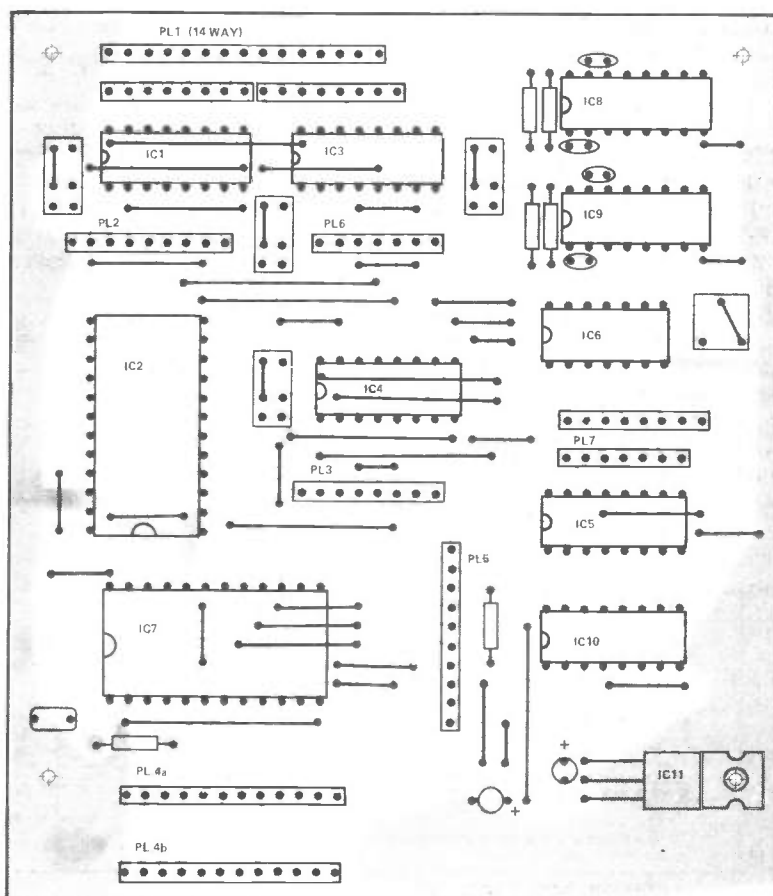 PL1 (14 WAY)
IC8
IC1
IC3
IC9
PL2
PL6
IC6
IC2
IC4
PL7
PL3
IC5
PL6
IC7
IC10
PL 4a
IC11
PL 4b
+
+